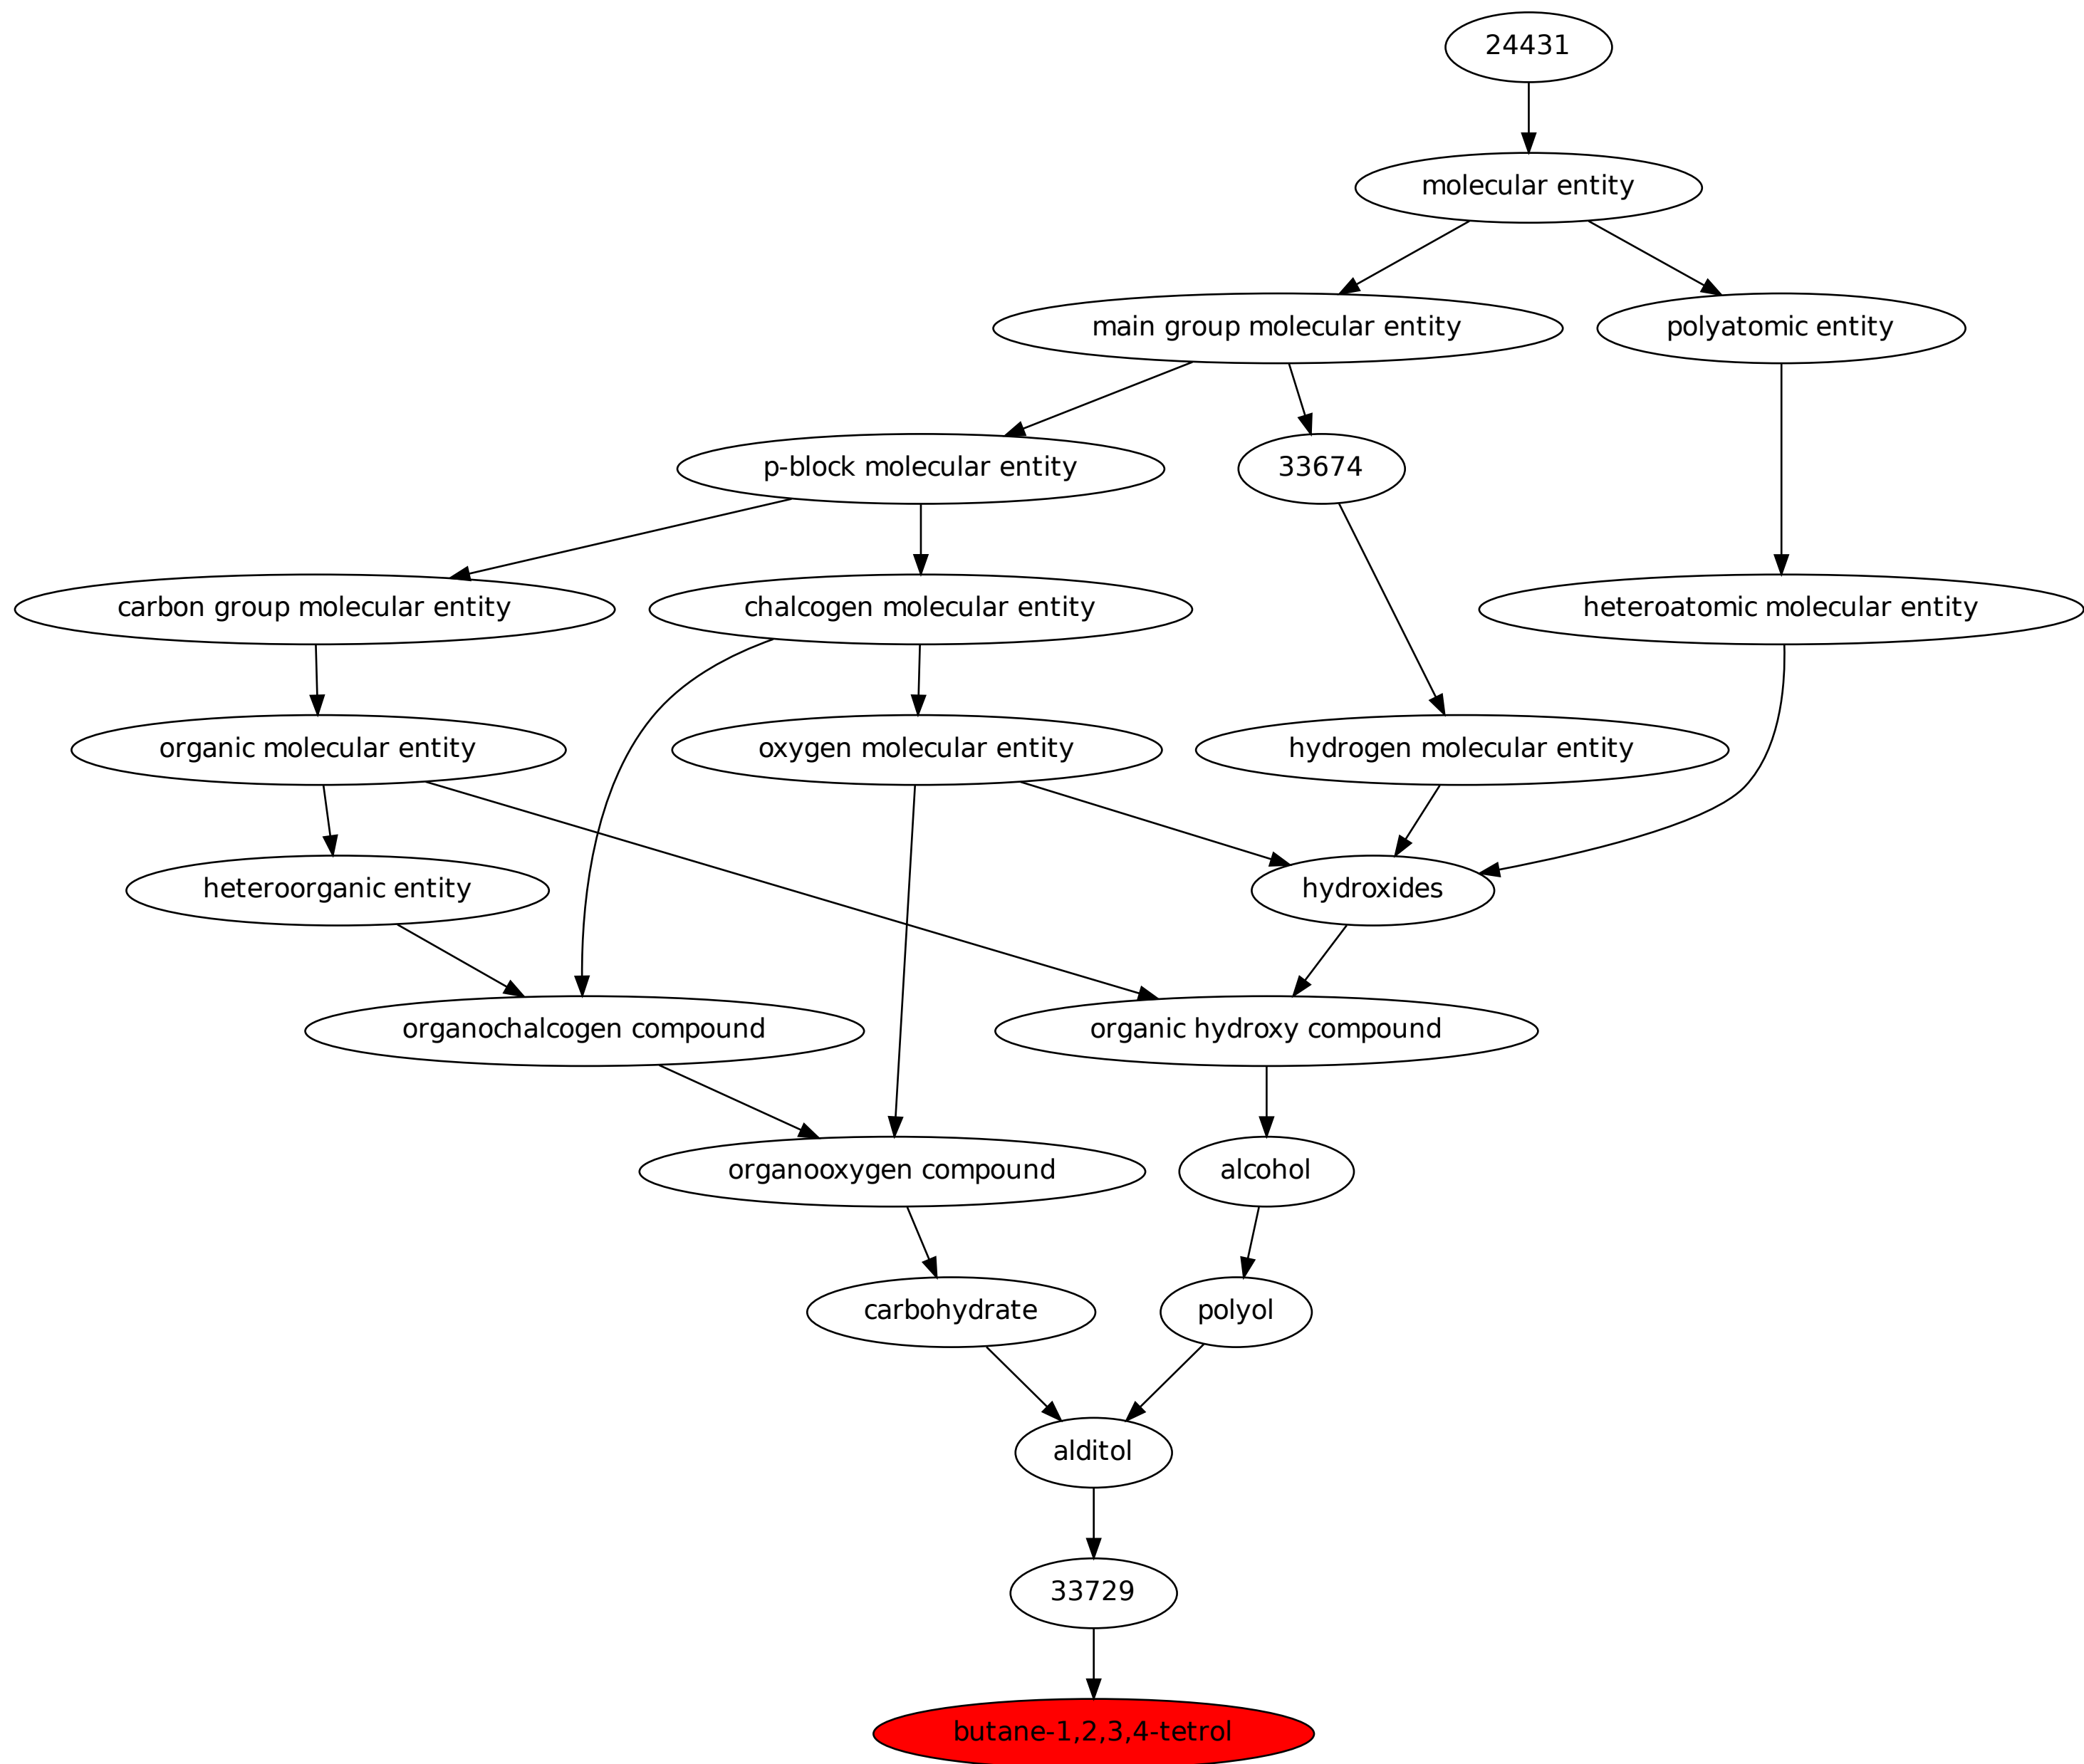 24431
molecular entity
main group molecular entity
polyatomic entity
p-block molecular entity
33674
carbon group molecular entity
chalcogen molecular entity
heteroatomic molecular entity
organic molecular entity
oxygen molecular entity
hydrogen molecular entity
heteroorganic entity
hydroxides
organochalcogen compound
organic hydroxy compound
organooxygen compound
alcohol
carbohydrate
polyol
alditol
33729
butane-1,2,3,4-tetrol